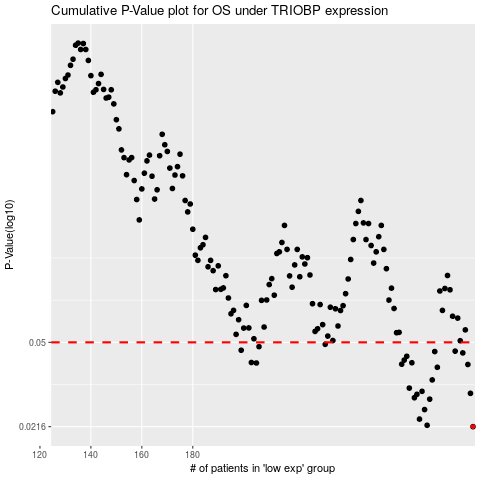 Cumulative P-Value plot for OS under TRIOBP expression
P-Value(log10)
0.05
0.0216
120 140 160 180
# of patients in 'low exp' group